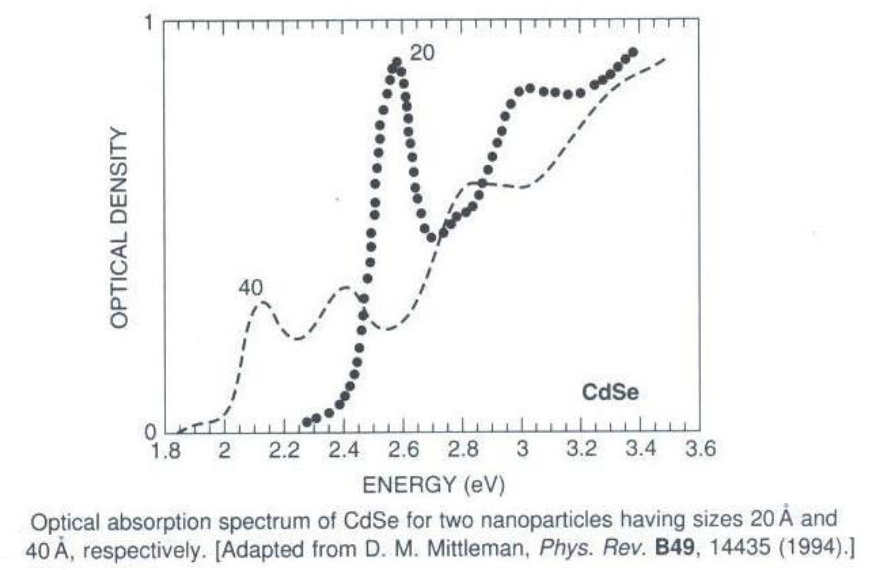 1
20
OPTICAL DENSITY
40
CdSe
0
1.8 2 2.2 2.4 2.6 2.8 3 3.2 3.4 3.6
ENERGY (eV)
Optical absorption spectrum of CdSe for two nanoparticles having sizes 20 Å and
40 Å, respectively. [Adapted from D. M. Mittleman, Phys. Rev. B49, 14435 (1994).]